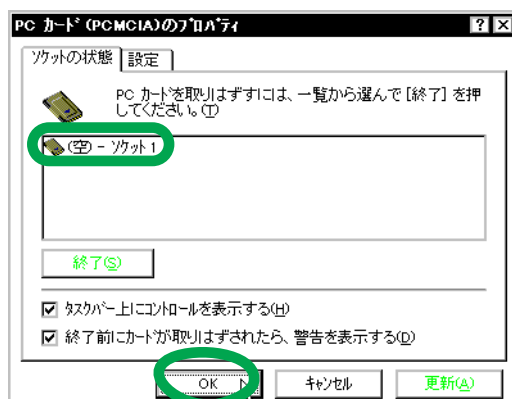 PC ｶｰﾄﾞ (PCMCIA)のﾌﾟﾛﾊﾟﾃｨ
ｿｹｯﾄの状態 設定
PC ｶｰﾄﾞを取りはずすには、一覧から選んで [終了] を押
してください。(T)
(空) - ｿｹｯﾄ 1
終了(S)
ﾀｽｸﾊﾞｰ上にｺﾝﾄﾛｰﾙを表示する(H)
終了前にｶｰﾄﾞが取りはずされたら、警告を表示する(D)
OK ｷｬﾝｾﾙ 更新(A)